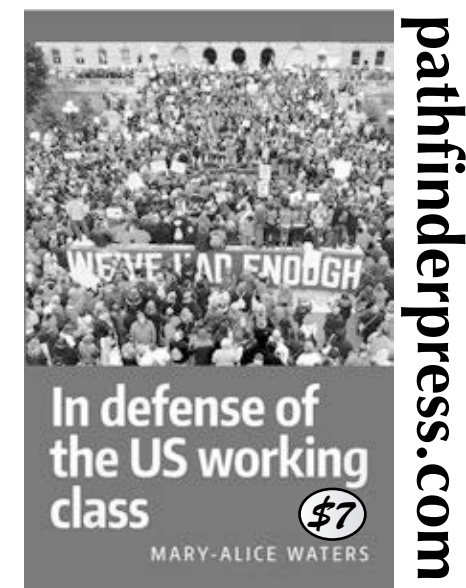 WE'VE HAD ENOUGH
In defense of
the US working
class
$7
MARY-ALICE WATERS
pathfinderpress.com